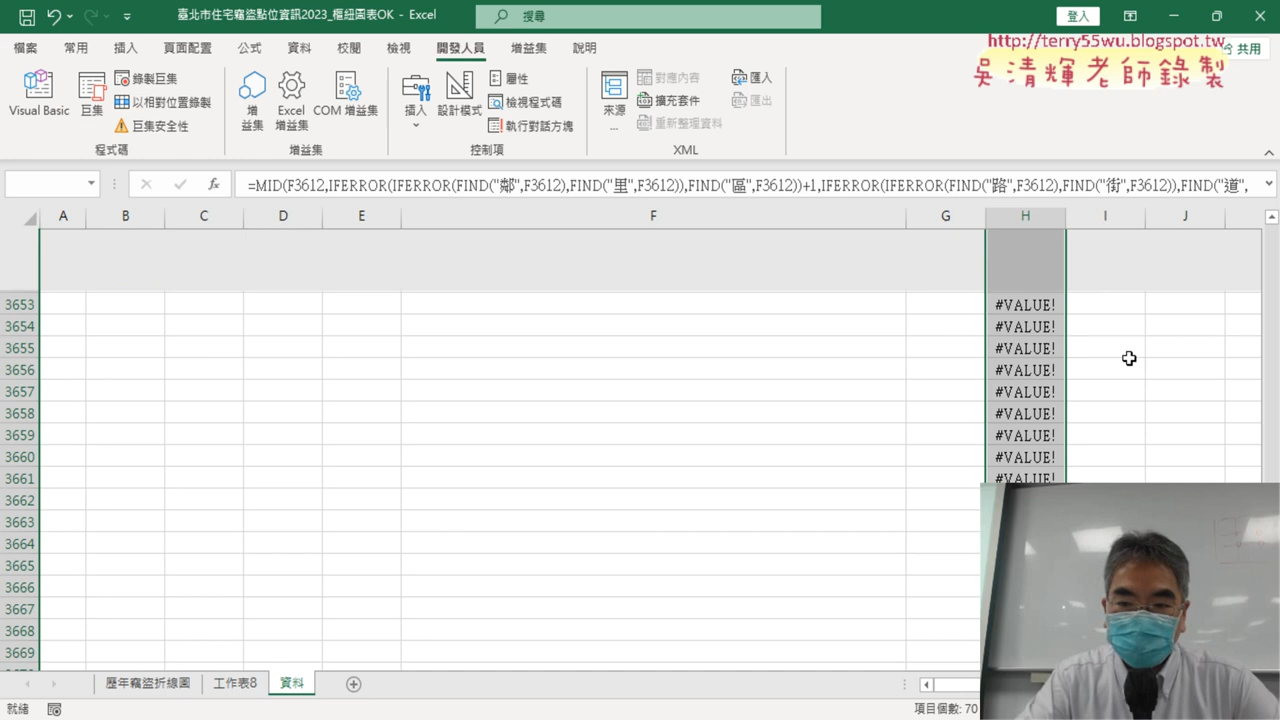 臺北市住宅竊盜點位資訊2023_樞紐圖表OK - Excel
搜尋
登入
檔案 常用 插入 頁面配置 公式 資料 校閱 檢視 開發人員 增益集 說明
http://terry55wu.blogspot.tw
共用
吳清輝老師錄製
Visual Basic
巨集
錄製巨集
以相對位置錄製
巨集安全性
程式碼
增益集
Excel 增益集
COM 增益集
增益集
插入
設計模式
屬性
檢視程式碼
執行對話方塊
控制項
來源
...
對應內容
擴充套件
重新整理資料
匯入
匯出
XML
=MID(F3612,IFERROR(IFERROR(FIND("鄰",F3612),FIND("里",F3612)),FIND("區",F3612))+1,IFERROR(IFERROR(FIND("路",F3612),FIND("街",F3612)),FIND("道",
A B C D E F G H I J
3653 #VALUE!
3654 #VALUE!
3655 #VALUE!
3656 #VALUE!
3657 #VALUE!
3658 #VALUE!
3659 #VALUE!
3660 #VALUE!
3661 #VALUE!
3662
3663
3664
3665
3666
3667
3668
3669
歷年竊盜折線圖 工作表8 資料
就緒
項目個數: 70